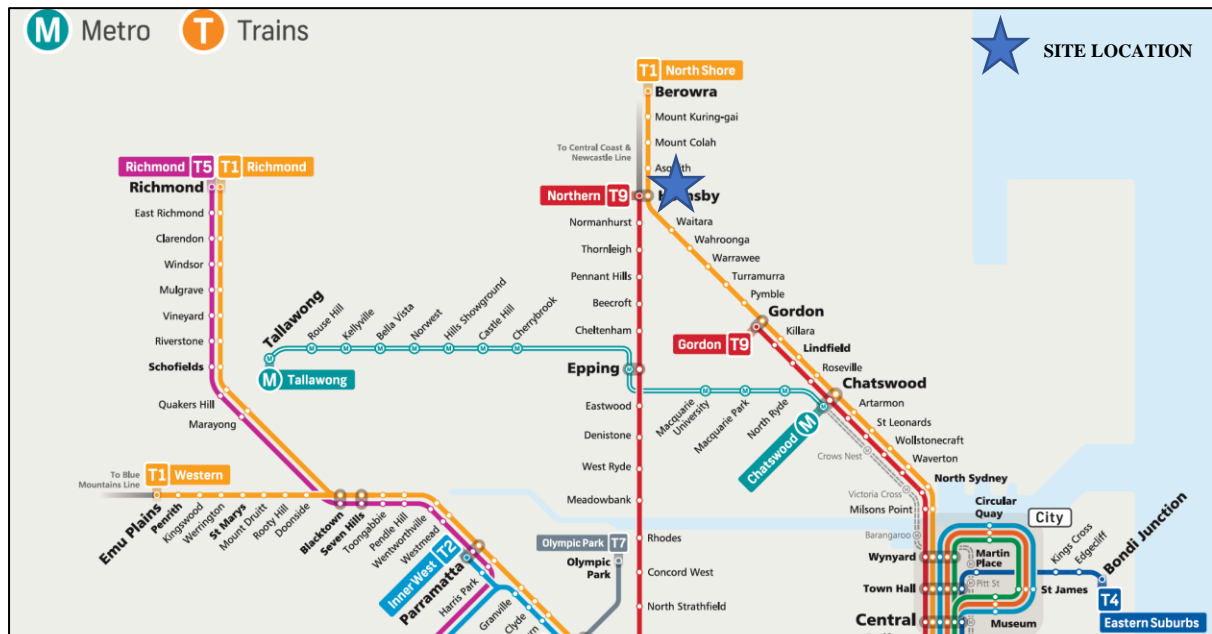 M Metro T Trains
SITE LOCATION
T1 North Shore
Berowra
Mount Kuring-gai
Mount Colah
To Central Coast &
Newcastle Line
Richmond T5 T1 Richmond
Richmond
East Richmond
Clarendon
Windsor
Mulgrave
Vineyard
Riverstone
Schofields
Quakers Hill
Marayong
Northern T9
Normanhurst
Thornleigh
Pennant Hills
Beecroft
Cheltenham
Epping
Eastwood
Denistone
West Ryde
Meadowbank
Rhodes
Concord West
North Strathfield
Waitara
Wahroonga
Warrawee
Turramurra
Pymble
Gordon
Gordon T9
Killara
Lindfield
Roseville
Chatswood
Artarmon
St Leonards
Wollstonecraft
Waverton
North Sydney
Tallawong
M Tallawong
Rouse Hill
Kellyville
Bella Vista
Norwest
Hills Showground
Castle Hill
Cherrybrook
Macquarie
University
Macquarie Park
North Ryde
Chatswood M
Crows Nest
Victoria Cross
Milsons Point
Barangaroo
To Blue
Mountains Line
T1 Western
Emu Plains
Penrith
Kingswood
Werrington
St Marys
Mount Druitt
Rooty Hill
Doonside
Blacktown
Seven Hills
Toongabbie
Pendle Hill
Wentworthville
Westmead
Inner West T2
Parramatta
Harris Park
Granville
Clyde
Olympic Park T7
Olympic
Park
Circular
Quay
City
Wynyard
Martin
Place
Town Hall
Pitt St
St James
Central
Museum
Kings Cross
Edgecliff
Bondi Junction
T4
Eastern Suburbs